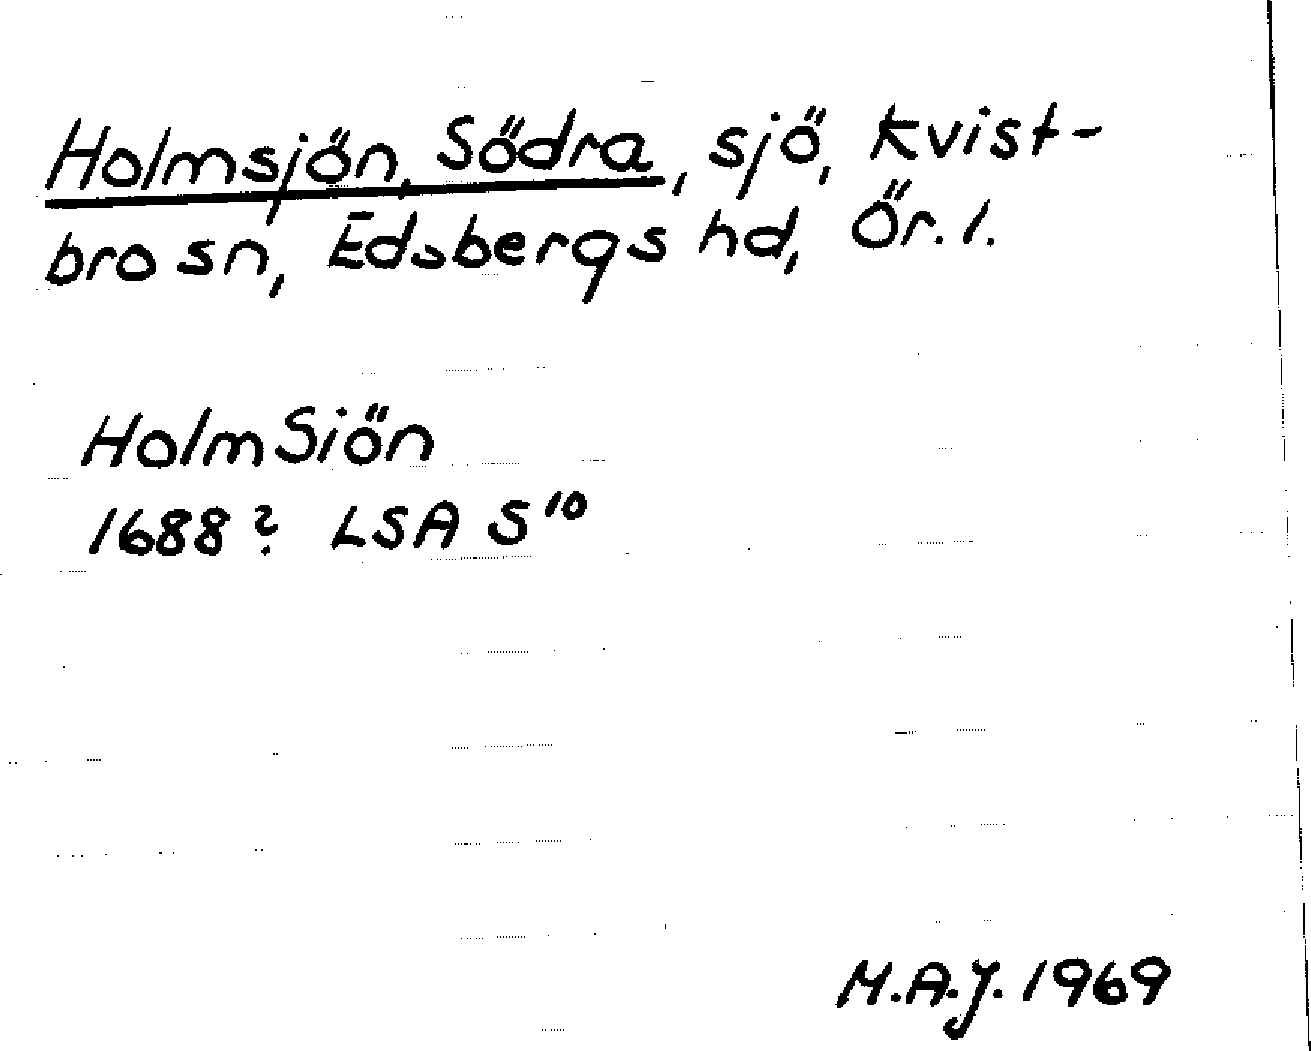 Holmsjön, Södra, sjö, Kvist-
bro sn, Edsbergs hd, Ör. l.
HolmSiön
1688? LSA S¹⁰
M.A.J. 1969